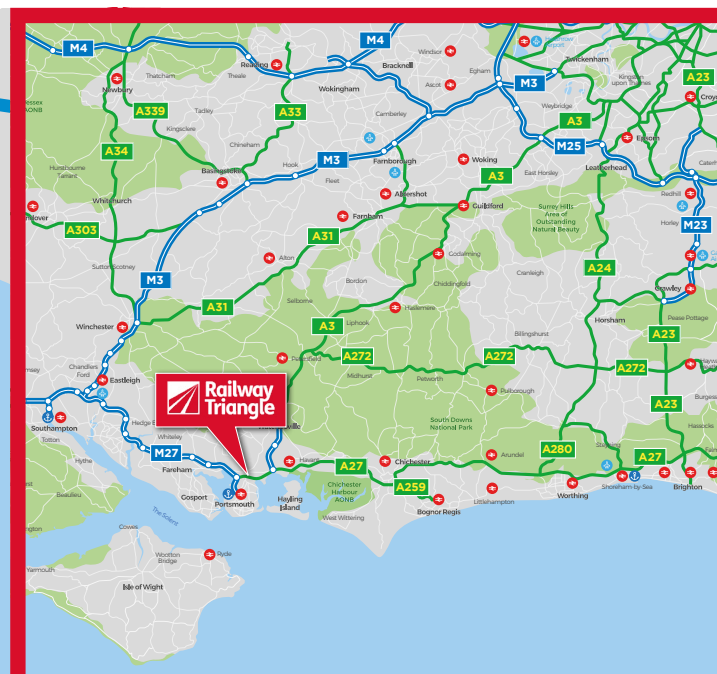 M4
M4
Windsor
Reading
Bracknell
Twickenham
Thatcham
Theale
Egham
Newbury
Wokingham
Ascot
M3
Kingston
upon Thames
A23
A339
Tadley
A33
Camberley
Weybridge
A3
Kingsclere
Epsom
A34
Chineham
M3
Farnborough
Woking
M25
Hook
Leatherhead
Hurstbourne
Tarrant
Basingstoke
Fleet
A3
East Horsley
Whitchurch
Aldershot
Guildford
Redhill
A303
Farnham
Surrey Hills
Area of
Outstanding
Natural Beauty
Horley
M23
A31
Sutton Scotney
Alton
Godalming
A24
M3
Bordon
Cranleigh
Chiddingfold
Crawley
A31
Selborne
Haslemere
Winchester
A3
Liphook
Horsham
Pease Pottage
Billingshurst
A23
Petersfield
A272
A272
A272
Chandlers
Ford
Eastleigh
Midhurst
Petworth
Pulborough
Railway
Triangle
A23
Southampton
Totton
South Downs
National Park
Hassocks
Whiteley
Steyning
M27
Havant
A27
Chichester
Arundel
A280
A27
Hythe
Fareham
Beaulieu
Gosport
Portsmouth
Hayling
Island
Chichester
Harbour
AONB
A259
Bognor Regis
Littlehampton
Worthing
Shoreham-by-Sea
Brighton
The Solent
Cowes
West Wittering
Wootton
Bridge
Ryde
Yarmouth
Isle of Wight